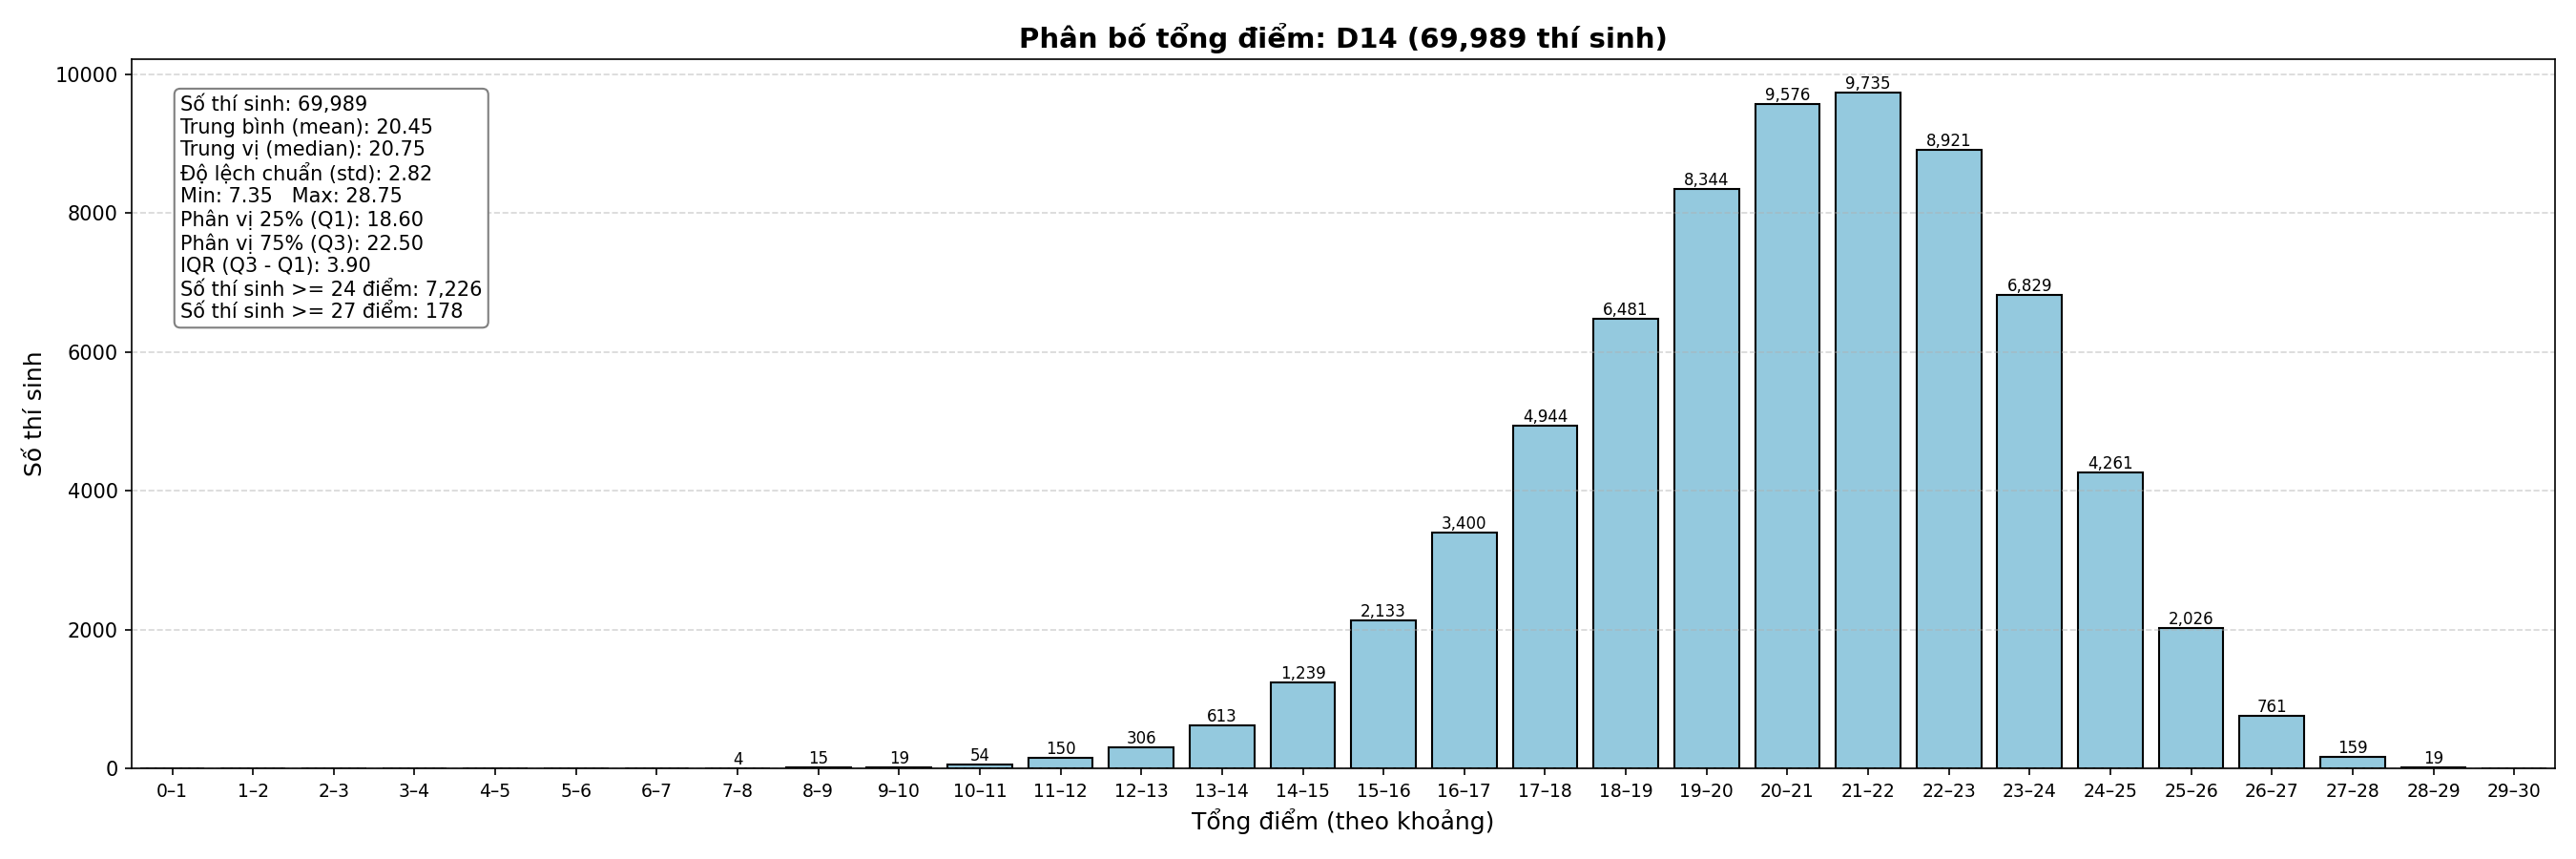 Phân bố tổng điểm: D14 (69,989 thí sinh)
10000
8000
6000
4000
2000
0
Số thí sinh
Số thí sinh: 69,989
Trung bình (mean): 20.45
Trung vị (median): 20.75
Độ lệch chuẩn (std): 2.82
Min: 7.35   Max: 28.75
Phân vị 25% (Q1): 18.60
Phân vị 75% (Q3): 22.50
IQR (Q3 - Q1): 3.90
Số thí sinh >= 24 điểm: 7,226
Số thí sinh >= 27 điểm: 178
4 15 19 54 150 306 613 1,239 2,133 3,400 4,944 6,481 8,344 9,576 9,735 8,921 6,829 4,261 2,026 761 159 19
0–1 1–2 2–3 3–4 4–5 5–6 6–7 7–8 8–9 9–10 10–11 11–12 12–13 13–14 14–15 15–16 16–17 17–18 18–19 19–20 20–21 21–22 22–23 23–24 24–25 25–26 26–27 27–28 28–29 29–30
Tổng điểm (theo khoảng)